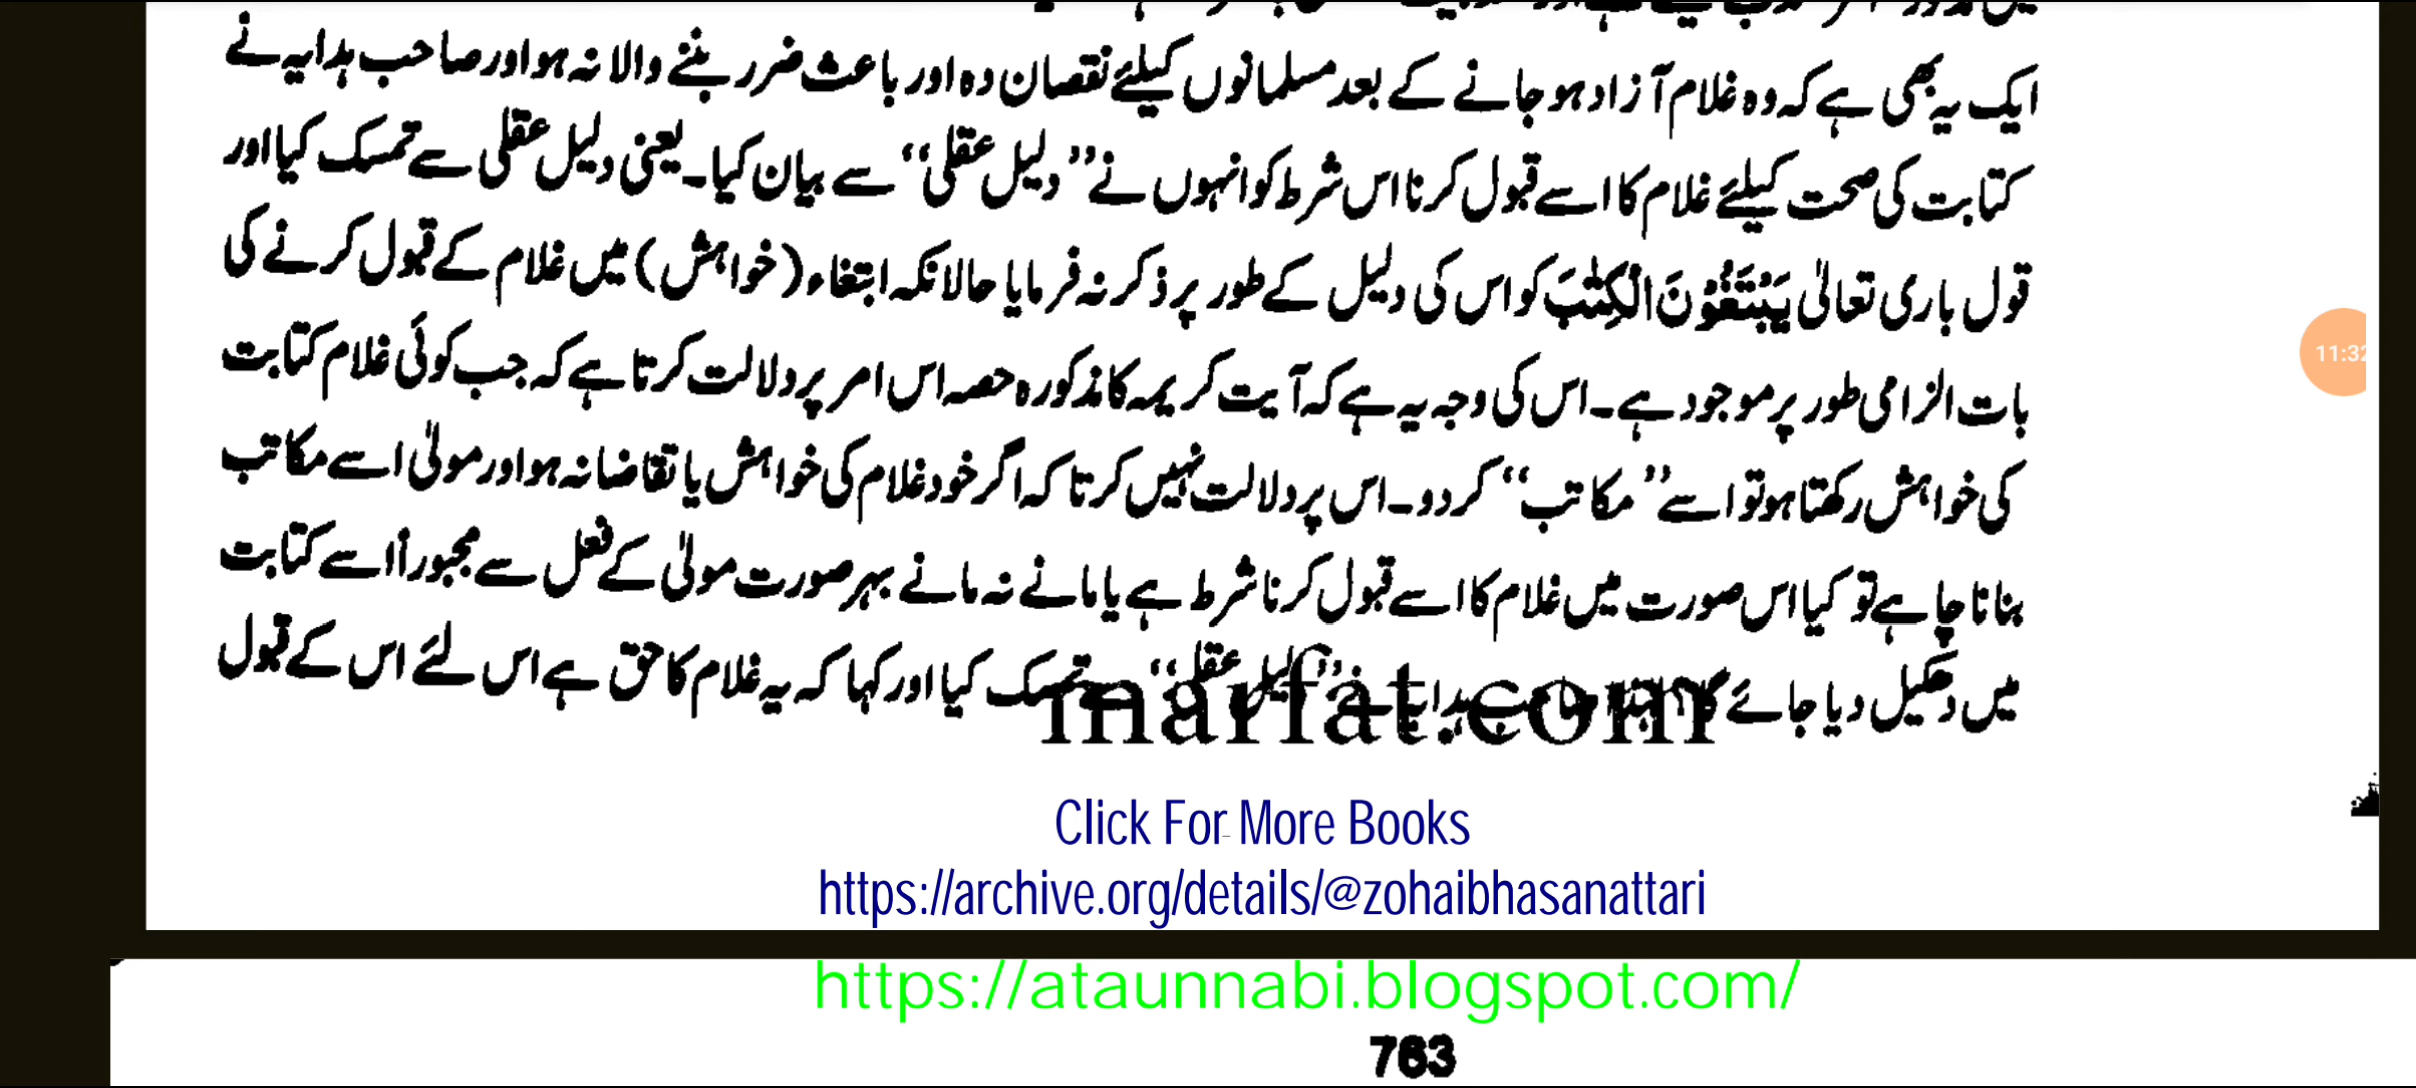 ایک یہ بھی ہے کہ وہ غلام آزاد ہو جانے کے بعد مسلمانوں کیلئے نقصان دہ اور باعث ضرر بننے والا نہ ہو اور صاحب ہدایہ نے
کتابت کی صحت کیلئے غلام کا اسے قبول کرنا اس شرط کو انہوں نے ’’دلیل عقلی‘‘ سے بیان کیا۔ یعنی دلیل عقلی سے تمسک کیا اور
قول باری تعالیٰ یَبْتَغُوْنَ الْكِتٰبَ کو اس کی دلیل کے طور پر ذکر نہ فرمایا حالانکہ ابتغاء (خواہش) میں غلام کے قبول کرنے کی
بات الزامی طور پر موجود ہے۔ اس کی وجہ یہ ہے کہ آیت کریمہ کا مذکورہ حصہ اس امر پر دلالت کرتا ہے کہ جب کوئی غلام کتابت
کی خواہش رکھتا ہو تو اسے ’’مکاتب‘‘ کر دو۔ اس پر دلالت نہیں کرتا کہ اگر خود غلام کی خواہش یا تقاضا نہ ہو اور مولیٰ اسے مکاتب
بنانا چاہے تو کیا اس صورت میں غلام کا اسے قبول کرنا شرط ہے یا مانے نہ مانے بہر صورت مولیٰ کے فعل سے مجبوراً اسے کتابت
میں دھکیل دیا جائے گا؟ ہدایہ نے ’’دلیل عقلی‘‘ سے تمسک کیا اور کہا کہ یہ غلام کا حق ہے اس لئے اس کے قبول
marfat.com
Click For More Books
https://archive.org/details/@zohaibhasanattari
https://ataunnabi.blogspot.com/
763
11:32